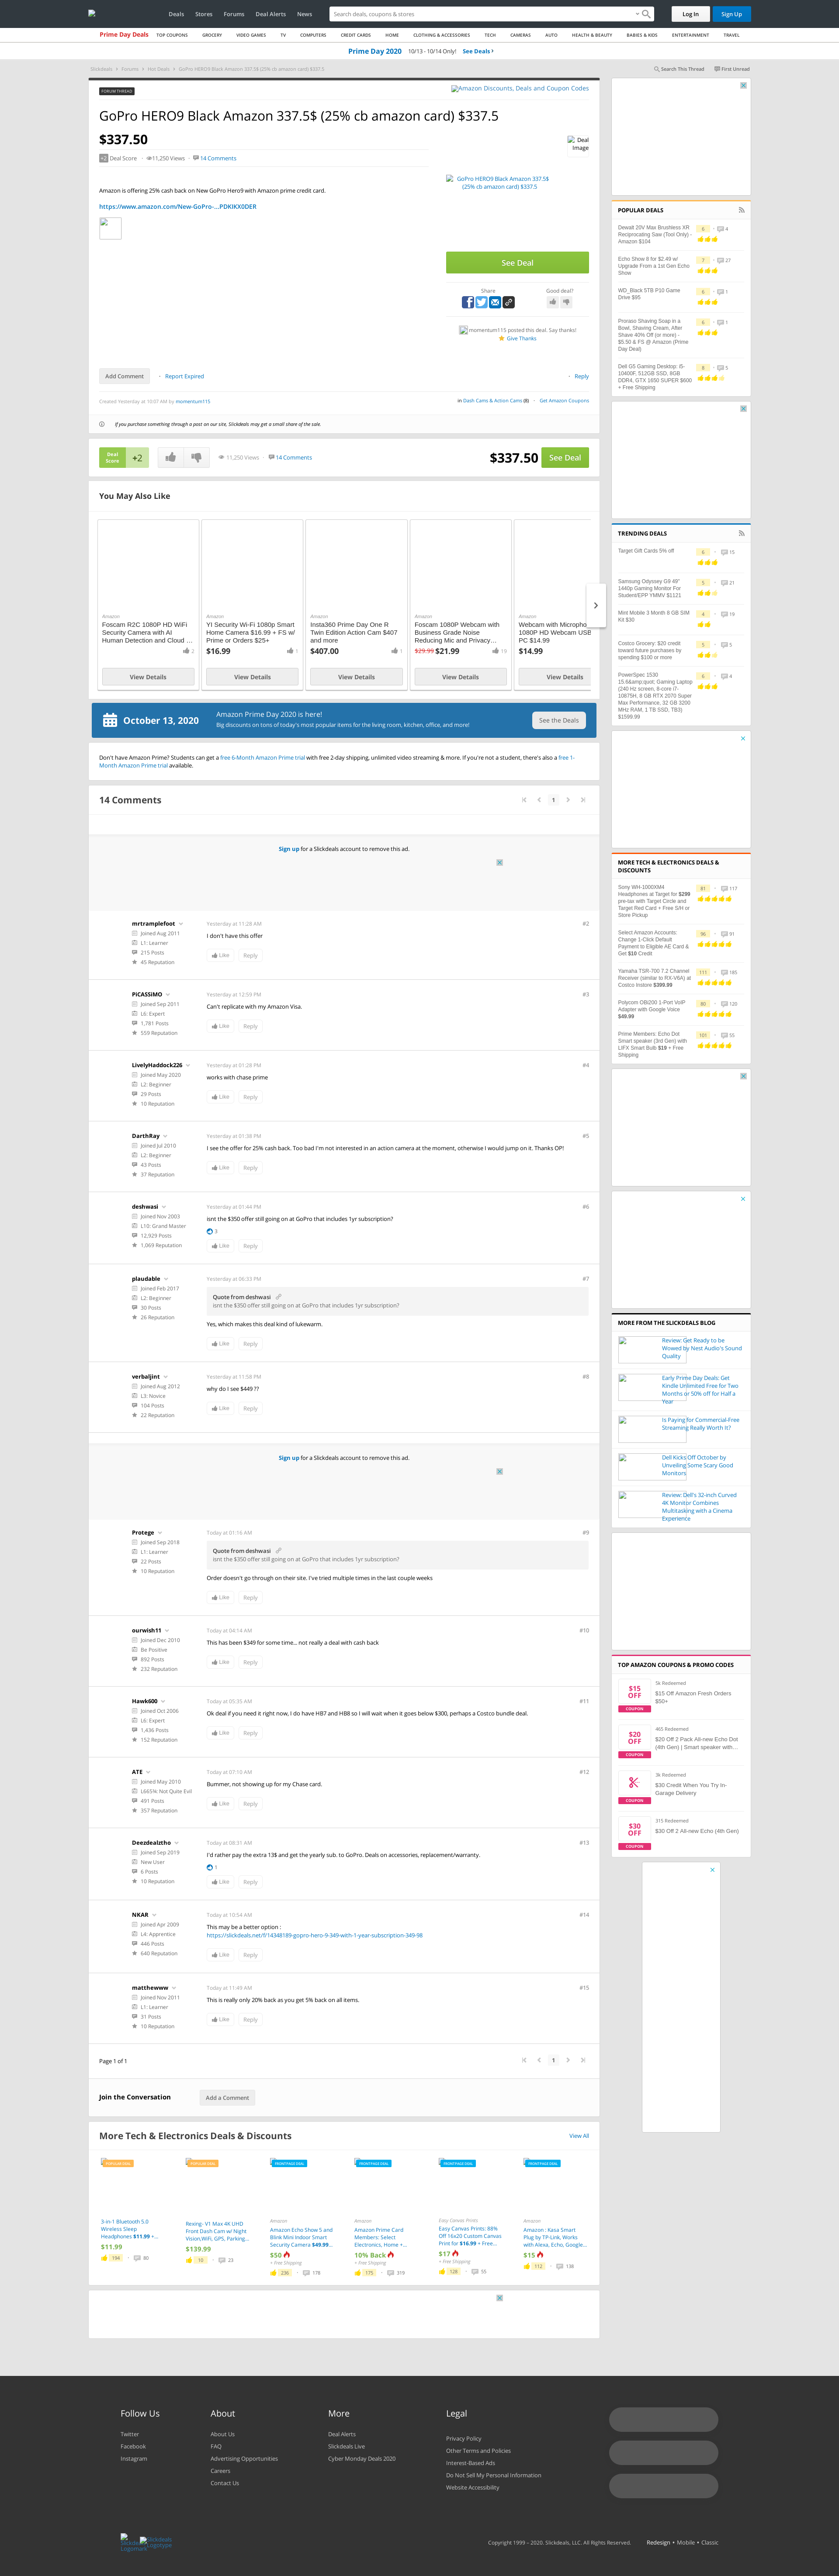 Deals
Stores
Forums
Deal Alerts
News
Search deals, coupons & stores
Log In
Sign Up
Prime Day Deals
TOP COUPONS
GROCERY
VIDEO GAMES
TV
COMPUTERS
CREDIT CARDS
HOME
CLOTHING & ACCESSORIES
TECH
CAMERAS
AUTO
HEALTH & BEAUTY
BABIES & KIDS
ENTERTAINMENT
TRAVEL
Prime Day 2020 10/13 - 10/14 Only! See Deals ›
Slickdeals › Forums › Hot Deals › GoPro HERO9 Black Amazon 337.5$ (25% cb amazon card) $337.5
Search This Thread
First Unread
FORUM THREAD
Amazon Discounts, Deals and Coupon Codes
GoPro HERO9 Black Amazon 337.5$ (25% cb amazon card) $337.5
$337.50
+2 Deal Score
11,250 Views
14 Comments
Deal Image
Amazon is offering 25% cash back on New GoPro Hero9 with Amazon prime credit card.
https://www.amazon.com/New-GoPro-...PDKIKX0DER
GoPro HERO9 Black Amazon 337.5$ (25% cb amazon card) $337.5
See Deal
Share
Good deal?
momentum115 posted this deal. Say thanks!
Give Thanks
Add Comment
Report Expired
Reply
Created Yesterday at 10:07 AM by momentum115
in Dash Cams & Action Cams (8)
Get Amazon Coupons
If you purchase something through a post on our site, Slickdeals may get a small share of the sale.
Deal Score
+2
11,250 Views
14 Comments
$337.50
See Deal
You May Also Like
Amazon
Foscam R2C 1080P HD WiFi Security Camera with AI Human Detection and Cloud ...
2
View Details
Amazon
YI Security Wi-Fi 1080p Smart Home Camera $16.99 + FS w/ Prime or Orders $25+
$16.99
1
View Details
Amazon
Insta360 Prime Day One R Twin Edition Action Cam $407 and more
$407.00
1
View Details
Amazon
Foscam 1080P Webcam with Business Grade Noise Reducing Mic and Privacy...
$29.99 $21.99
15
View Details
Amazon
Webcam with Micropho
1080P HD Webcam USB
PC $14.99
$14.99
View Details
October 13, 2020
Amazon Prime Day 2020 is here!
Big discounts on tons of today's most popular items for the living room, kitchen, office, and more!
See the Deals
Don't have Amazon Prime? Students can get a free 6-Month Amazon Prime trial with free 2-day shipping, unlimited video streaming & more. If you're not a student, there's also a free 1-Month Amazon Prime trial available.
14 Comments
1
Sign up for a Slickdeals account to remove this ad.
mrtramplefoot
Joined Aug 2011
L1: Learner
215 Posts
45 Reputation
Yesterday at 11:28 AM
#2
I don't have this offer
Like
Reply
PiCASSiMO
Joined Sep 2011
L6: Expert
1,781 Posts
559 Reputation
Yesterday at 12:59 PM
#3
Can't replicate with my Amazon Visa.
Like
Reply
LivelyHaddock226
Joined May 2020
L2: Beginner
29 Posts
10 Reputation
Yesterday at 01:28 PM
#4
works with chase prime
Like
Reply
DarthRay
Joined Jul 2010
L2: Beginner
43 Posts
37 Reputation
Yesterday at 01:38 PM
#5
I see the offer for 25% cash back. Too bad I'm not interested in an action camera at the moment, otherwise I would jump on it. Thanks OP!
Like
Reply
deshwasi
Joined Nov 2003
L10: Grand Master
12,929 Posts
1,069 Reputation
Yesterday at 01:44 PM
#6
isnt the $350 offer still going on at GoPro that includes 1yr subscription?
3
Like
Reply
plaudable
Joined Feb 2017
L2: Beginner
30 Posts
26 Reputation
Yesterday at 06:33 PM
#7
Quote from deshwasi
isnt the $350 offer still going on at GoPro that includes 1yr subscription?
Yes, which makes this deal kind of lukewarm.
Like
Reply
verbaljint
Joined Aug 2012
L3: Novice
104 Posts
22 Reputation
Yesterday at 11:58 PM
#8
why do I see $449 ??
Like
Reply
Sign up for a Slickdeals account to remove this ad.
Protege
Joined Sep 2018
L1: Learner
22 Posts
10 Reputation
Today at 01:16 AM
#9
Quote from deshwasi
isnt the $350 offer still going on at GoPro that includes 1yr subscription?
Order doesn't go through on their site. I've tried multiple times in the last couple weeks
Like
Reply
ourwish11
Joined Dec 2010
Be Positive
892 Posts
232 Reputation
Today at 04:14 AM
#10
This has been $349 for some time... not really a deal with cash back
Like
Reply
Hawk600
Joined Oct 2006
L6: Expert
1,436 Posts
152 Reputation
Today at 05:35 AM
#11
Ok deal if you need it right now, I do have HB7 and HB8 so I will wait when it goes below $300, perhaps a Costco bundle deal.
Like
Reply
ATE
Joined May 2010
L665%: Not Quite Evil
491 Posts
357 Reputation
Today at 07:10 AM
#12
Bummer, not showing up for my Chase card.
Like
Reply
Deezdealztho
Joined Sep 2019
New User
6 Posts
10 Reputation
Today at 08:31 AM
#13
I'd rather pay the extra 13$ and get the yearly sub. to GoPro. Deals on accessories, replacement/warranty.
1
Like
Reply
NKAR
Joined Apr 2009
L4: Apprentice
446 Posts
640 Reputation
Today at 10:54 AM
#14
This may be a better option :
https://slickdeals.net/f/14348189-gopro-hero-9-349-with-1-year-subscription-349-98
Like
Reply
matthewww
Joined Nov 2011
L1: Learner
31 Posts
10 Reputation
Today at 11:49 AM
#15
This is really only 20% back as you get 5% back on all items.
Like
Reply
Page 1 of 1
1
Join the Conversation
Add a Comment
More Tech & Electronics Deals & Discounts
View All
POPULAR DEAL
3-in-1 Bluetooth 5.0 Wireless Sleep Headphones $11.99 +...
$11.99
194
80
POPULAR DEAL
Rexing- V1 Max 4K UHD Front Dash Cam w/ Night Vision,Wifi, GPS, Parking...
$139.99
10
23
FRONTPAGE DEAL
Amazon
Amazon Echo Show 5 and Blink Mini Indoor Smart Security Camera $49.99...
$50
+ Free Shipping
236
178
FRONTPAGE DEAL
Amazon
Amazon Prime Card Members: Select Electronics, Home +...
10% Back
+ Free Shipping
175
319
FRONTPAGE DEAL
Easy Canvas Prints
Easy Canvas Prints: 88% Off 16x20 Custom Canvas Print for $16.99 + Free...
$17
+ Free Shipping
128
55
FRONTPAGE DEAL
Amazon
Amazon : Kasa Smart Plug by TP-Link, Works with Alexa, Echo, Google...
$15
112
138
POPULAR DEALS
Dewalt 20V Max Brushless XR Reciprocating Saw (Tool Only) - Amazon $104
6
4
Echo Show 8 for $2.49 w/ Upgrade From a 1st Gen Echo Show
7
27
WD_Black 5TB P10 Game Drive $95
6
1
Proraso Shaving Soap in a Bowl, Shaving Cream, After Shave 40% Off (or more) - $5.50 & FS @ Amazon (Prime Day Deal)
6
1
Dell G5 Gaming Desktop: i5-10400F, 512GB SSD, 8GB DDR4, GTX 1650 SUPER $600 + Free Shipping
8
5
TRENDING DEALS
Target Gift Cards 5% off
6
15
Samsung Odyssey G9 49" 1440p Gaming Monitor For Student/EPP YMMV $1121
5
21
Mint Mobile 3 Month 8 GB SIM Kit $30
4
19
Costco Grocery: $20 credit toward future purchases by spending $100 or more
5
5
PowerSpec 1530 15.6&amp;quot; Gaming Laptop (240 Hz screen, 8-core i7-10875H, 8 GB RTX 2070 Super Max Performance, 32 GB 3200 MHz RAM, 1 TB SSD, TB3) $1599.99
6
4
MORE TECH & ELECTRONICS DEALS & DISCOUNTS
Sony WH-1000XM4 Headphones at Target for $299 pre-tax with Target Circle and Target Red Card + Free S/H or Store Pickup
81
117
Select Amazon Accounts: Change 1-Click Default Payment to Eligible AE Card & Get $10 Credit
96
91
Yamaha TSR-700 7.2 Channel Receiver (similar to RX-V6A) at Costco Instore $399.99
111
185
Polycom OBi200 1-Port VoIP Adapter with Google Voice $49.99
80
120
Prime Members: Echo Dot Smart speaker (3rd Gen) with LIFX Smart Bulb $19 + Free Shipping
101
55
MORE FROM THE SLICKDEALS BLOG
Review: Get Ready to be Wowed by Nest Audio's Sound Quality
Early Prime Day Deals: Get Kindle Unlimited Free for Two Months or 50% off for Half a Year
Is Paying for Commercial-Free Streaming Really Worth It?
Dell Kicks Off October by Unveiling Some Scary Good Monitors
Review: Dell's 32-inch Curved 4K Monitor Combines Multitasking with a Cinema Experience
TOP AMAZON COUPONS & PROMO CODES
$15 OFF
COUPON
5k Redeemed
$15 Off Amazon Fresh Orders $50+
$20 OFF
COUPON
465 Redeemed
$20 Off 2 Pack All-new Echo Dot (4th Gen) | Smart speaker with...
COUPON
3k Redeemed
$30 Credit When You Try In-Garage Delivery
$30 OFF
COUPON
315 Redeemed
$30 Off 2 All-new Echo (4th Gen)
Follow Us
Twitter
Facebook
Instagram
About
About Us
FAQ
Advertising Opportunities
Careers
Contact Us
More
Deal Alerts
Slickdeals Live
Cyber Monday Deals 2020
Legal
Privacy Policy
Other Terms and Policies
Interest-Based Ads
Do Not Sell My Personal Information
Website Accessibility
Slickdeals Logomark
Slickdeals Logotype
Copyright 1999 - 2020. Slickdeals, LLC. All Rights Reserved.
Redesign • Mobile • Classic